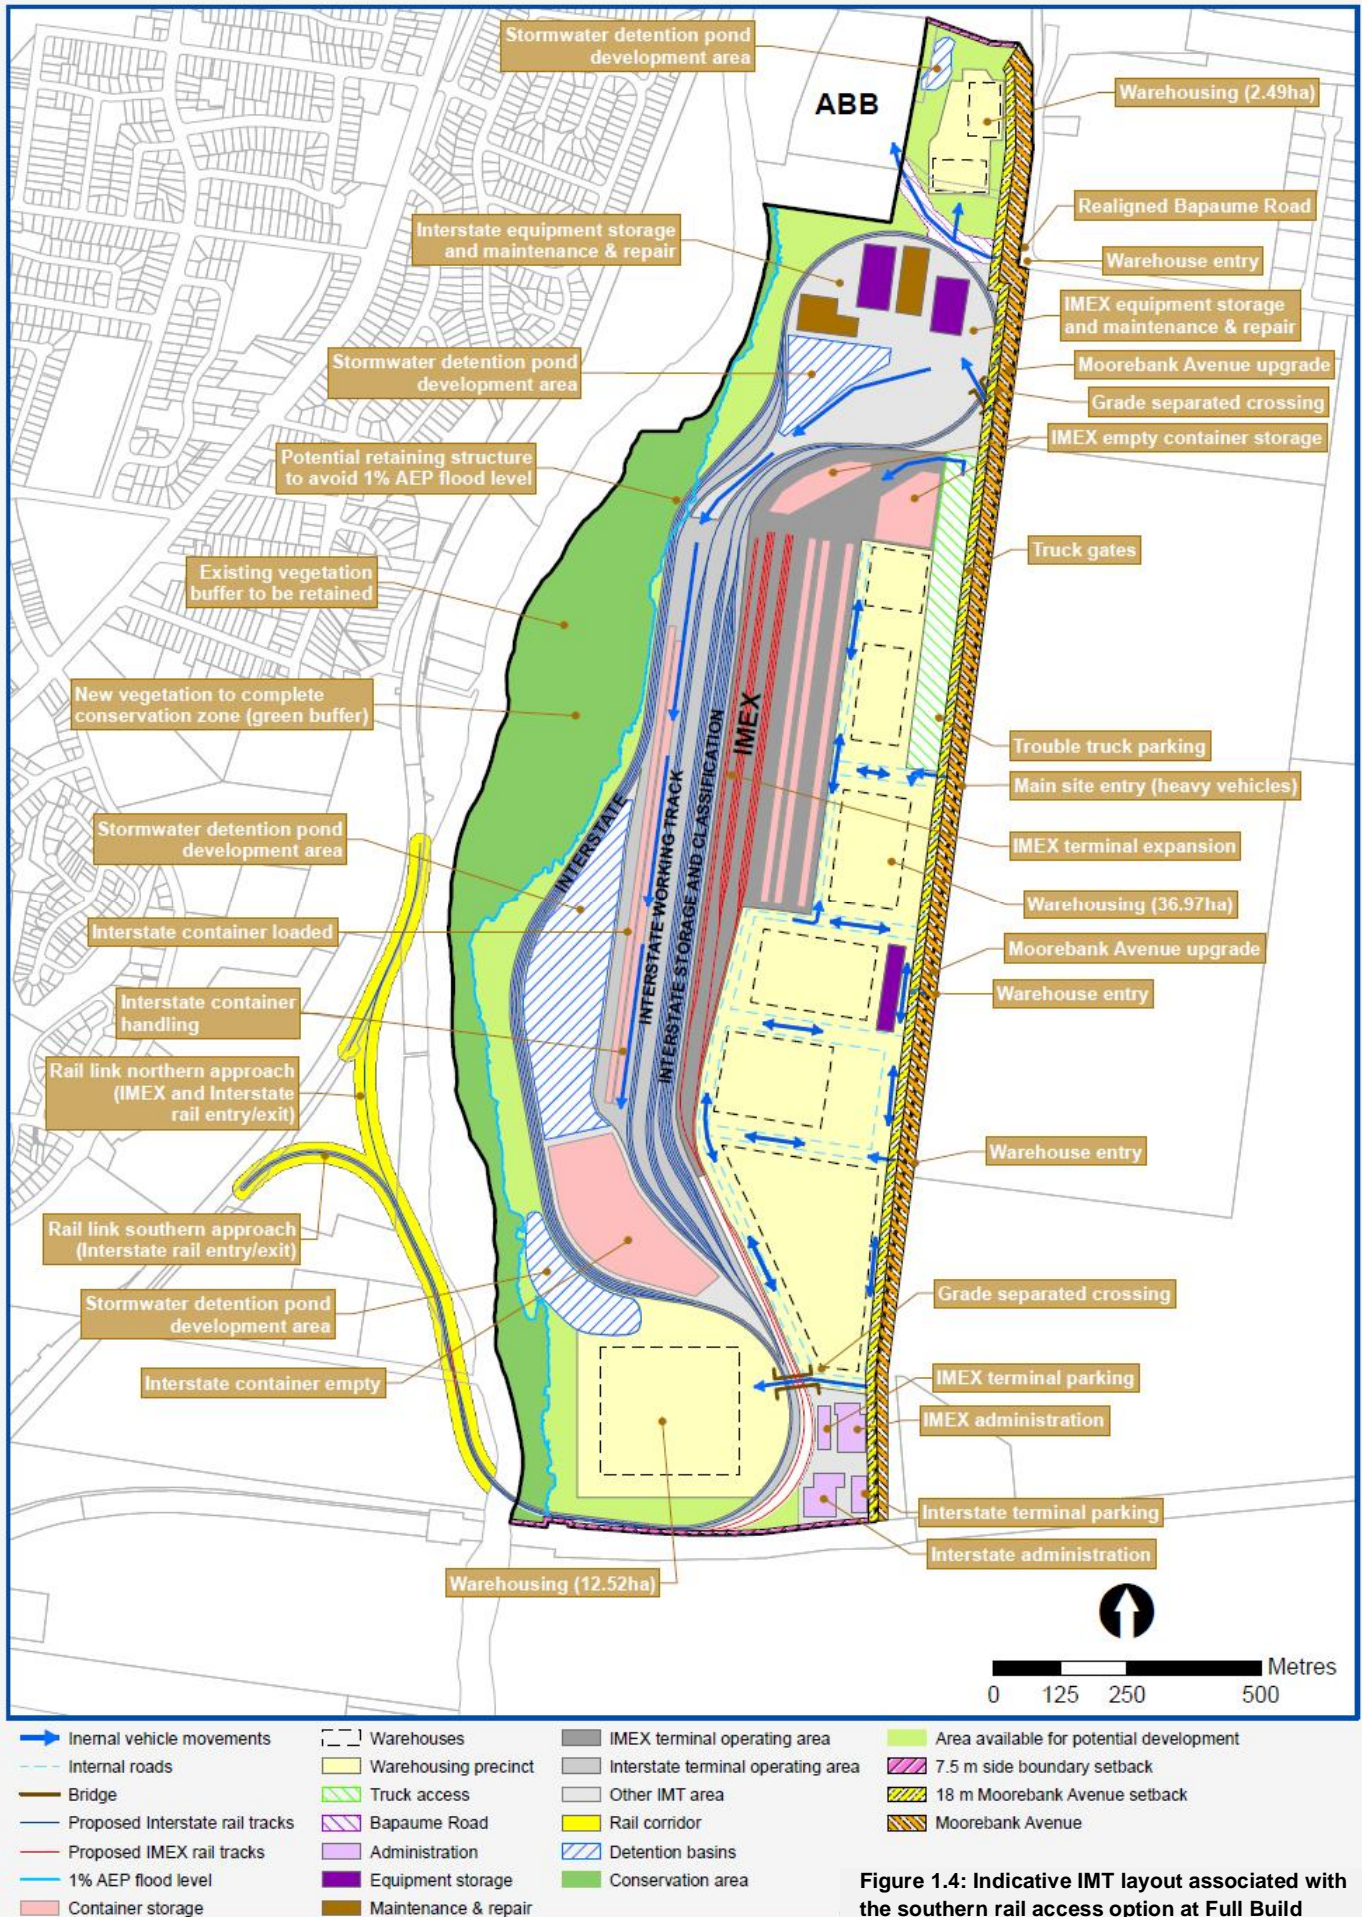 Stormwater detention pond
development area
ABB
Warehousing (2.49ha)
Realigned Bapaume Road
Interstate equipment storage
and maintenance & repair
Warehouse entry
IMEX equipment storage
and maintenance & repair
Stormwater detention pond
development area
Moorebank Avenue upgrade
Grade separated crossing
IMEX empty container storage
Potential retaining structure
to avoid 1% AEP flood level
Truck gates
Existing vegetation
buffer to be retained
New vegetation to complete
conservation zone (green buffer)
IMEX
Trouble truck parking
Main site entry (heavy vehicles)
INTERSTATE
INTERSTATE WORKING TRACK
INTERSTATE STORAGE AND CLASSIFICATION
Stormwater detention pond
development area
IMEX terminal expansion
Warehousing (36.97ha)
Interstate container loaded
Moorebank Avenue upgrade
Interstate container
handling
Warehouse entry
Rail link northern approach
(IMEX and Interstate
rail entry/exit)
Warehouse entry
Rail link southern approach
(Interstate rail entry/exit)
Stormwater detention pond
development area
Grade separated crossing
Interstate container empty
IMEX terminal parking
IMEX administration
Interstate terminal parking
Interstate administration
Warehousing (12.52ha)
Metres
0 125 250 500
Inernal vehicle movements
Internal roads
Bridge
Proposed Interstate rail tracks
Proposed IMEX rail tracks
1% AEP flood level
Container storage
Warehouses
Warehousing precinct
Truck access
Bapaume Road
Administration
Equipment storage
Maintenance & repair
IMEX terminal operating area
Interstate terminal operating area
Other IMT area
Rail corridor
Detention basins
Conservation area
Area available for potential development
7.5 m side boundary setback
18 m Moorebank Avenue setback
Moorebank Avenue
Figure 1.4: Indicative IMT layout associated with
the southern rail access option at Full Build